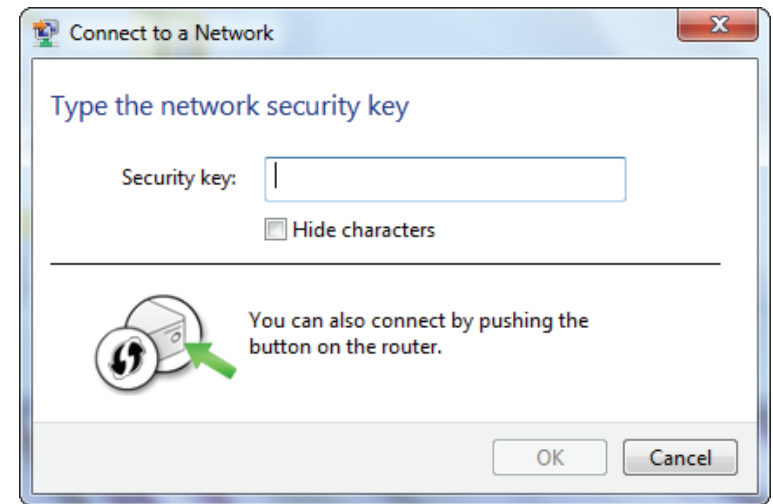 Connect to a Network
Type the network security key
Security key:
Hide characters
You can also connect by pushing the
button on the router.
OK
Cancel